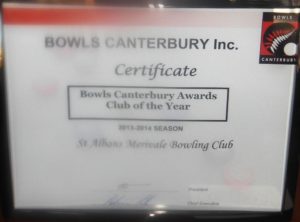 BOWLS CANTERBURY Inc.
BOWLS
CANTERBURY
Certificate
Bowls Canterbury Awards
Club of the Year
2013-2014 SEASON
St Albans Merivale Bowling Club
President
Chief Executive